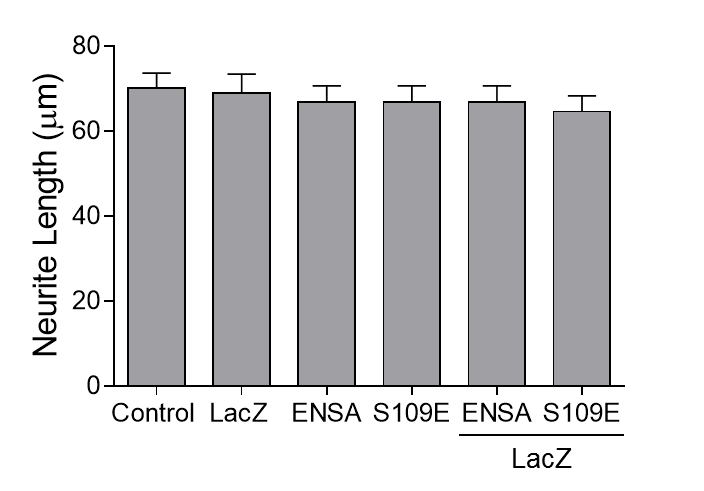 Neurite Length (μm)
80
60
40
20
0
Control LacZ ENSA S109E ENSA S109E
LacZ